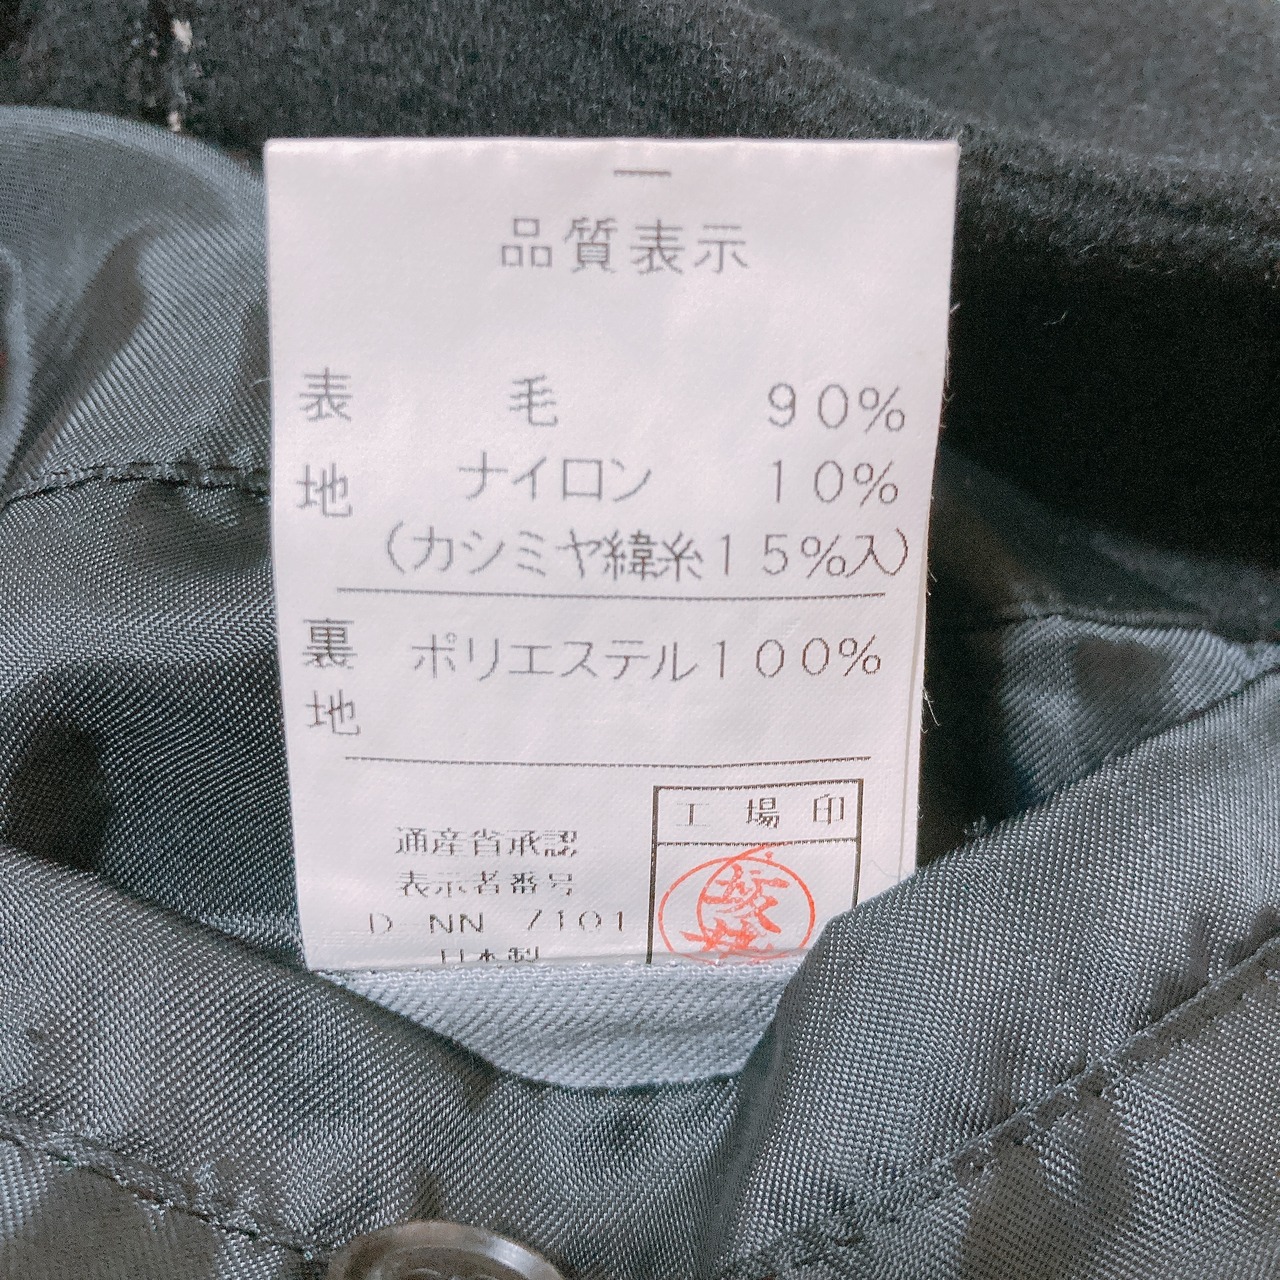 品質表示
表地 毛 90%
ナイロン 10%
(カシミヤ緯糸15%入)
裏地 ポリエステル100%
工場印
通産省承認
表示者番号
D NN 7101
日本製